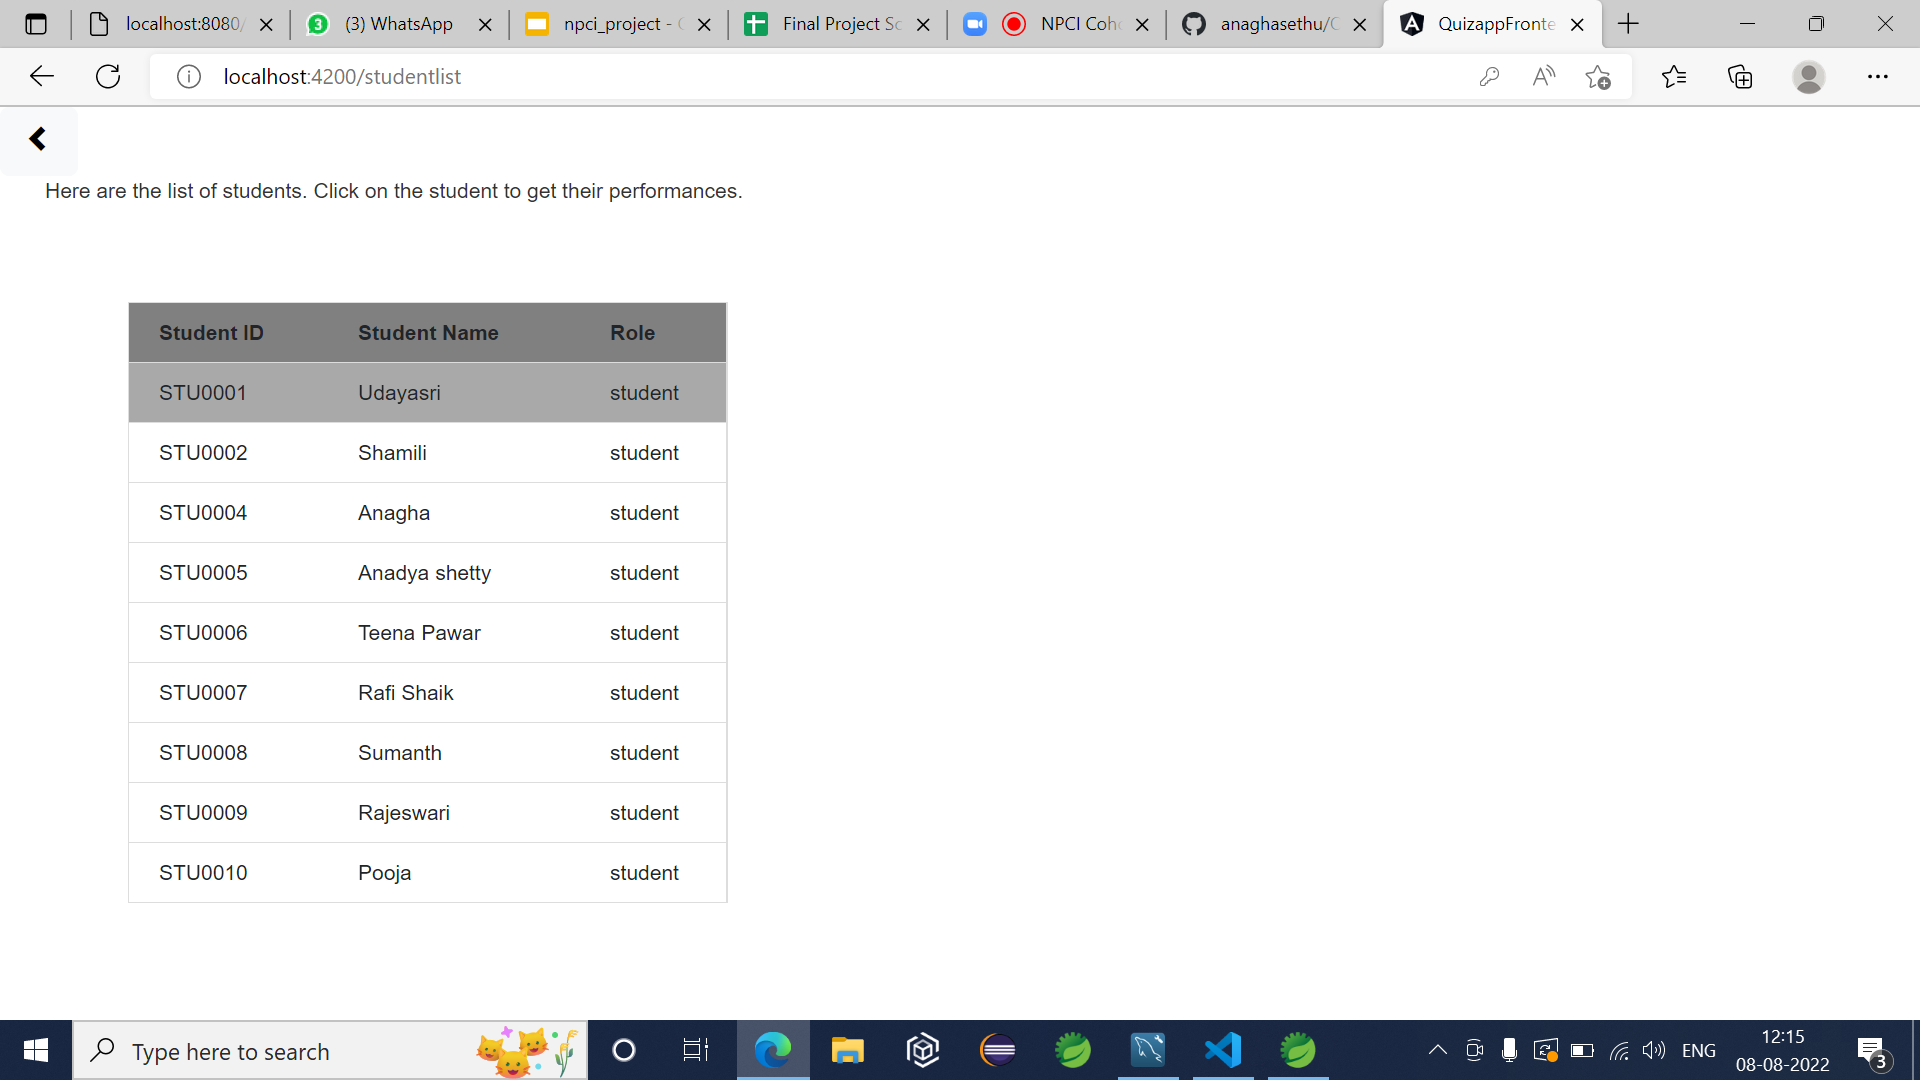 localhost:8080/
3 (3) WhatsApp
npci_project -
Final Project Sc
NPCI Coho
anaghasethu/
QuizappFronte
localhost:4200/studentlist
Here are the list of students. Click on the student to get their performances.
Student ID Student Name Role
STU0001 Udayasri student
STU0002 Shamili student
STU0004 Anagha student
STU0005 Anadya shetty student
STU0006 Teena Pawar student
STU0007 Rafi Shaik student
STU0008 Sumanth student
STU0009 Rajeswari student
STU0010 Pooja student
Type here to search
ENG
12:15
08-08-2022
3